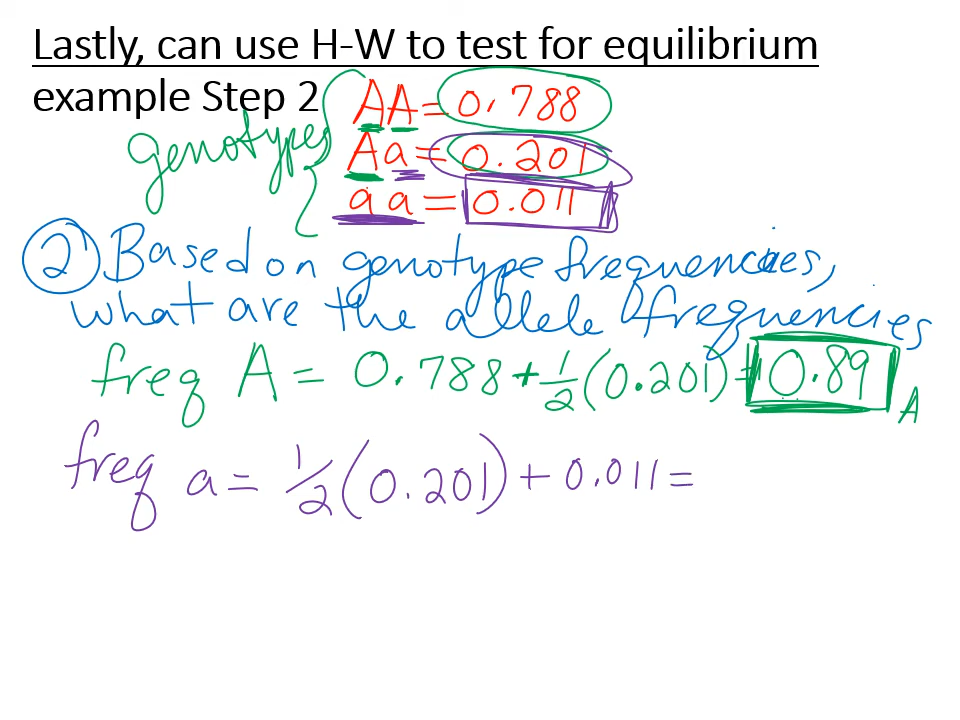 Lastly, can use H-W to test for equilibrium
example Step 2
genotypes
AA = 0.788
Aa = 0.201
aa = 0.011
② Based on genotype frequencies,
what are the allele frequencies
freq A = 0.788 + 1/2 (0.201) = 0.89 A
freq a = 1/2 (0.201) + 0.011 =